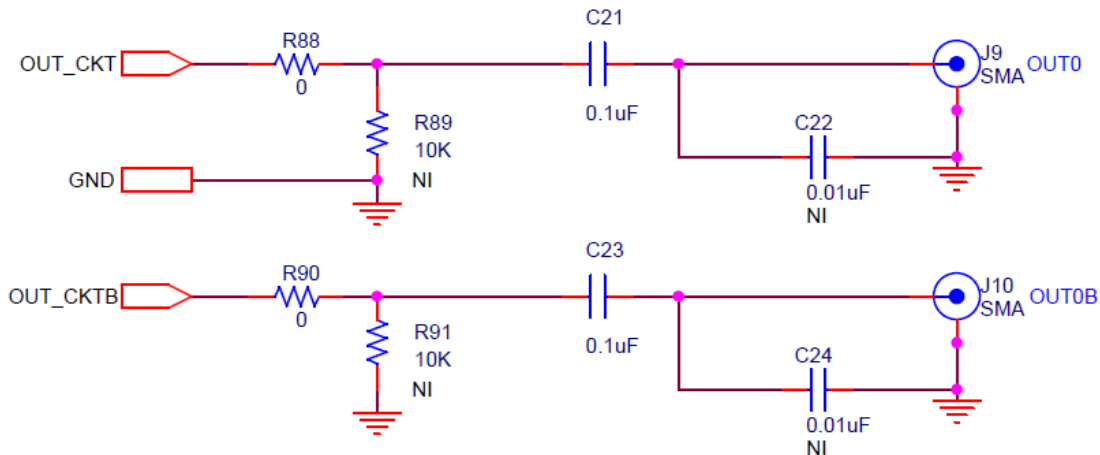 C21
R88
OUT_CKT
0
J9
SMA
OUT0
R89
10K
NI
0.1uF
C22
GND
0.01uF
NI
C23
R90
OUT_CKTB
0
J10
SMA
OUT0B
R91
10K
NI
0.1uF
C24
0.01uF
NI